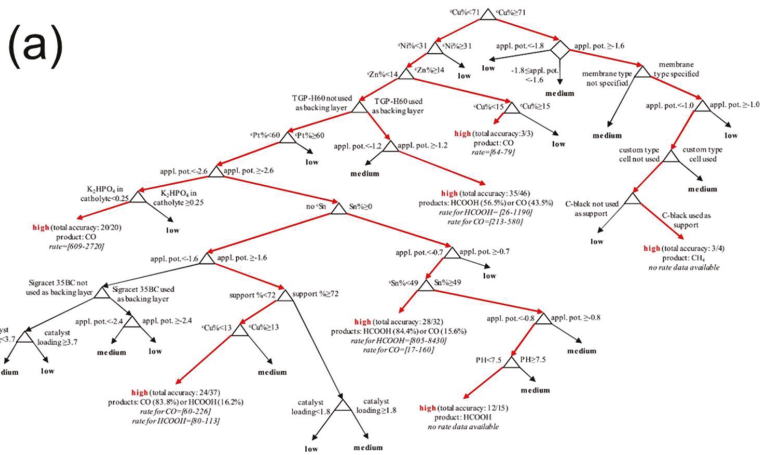 (a)
ᵃCu%<71
ᵃCu%≥71
ᵃNi%<31
ᵃNi%≥31
appl. pot.<-1.8
appl. pot. ≥-1.6
low
low
-1.8≤appl. pot.
<-1.6
medium
membrane type
not specified
membrane
type specified
ᵃZn%<14
ᵃZn%≥14
TGP-H60 not used
as backing layer
TGP-H60 used
as backing layer
ᵃCu%<15
ᵃCu%≥15
appl. pot.<-1.0
appl. pot. ≥-1.0
high (total accuracy: 3/3)
product: CO
rate=[64-79]
low
medium
low
ᵃPt%<60
ᵃPt%≥60
low
appl. pot.<-1.2
appl. pot. ≥-1.2
medium
custom type
cell not used
custom type
cell used
medium
appl. pot.<-2.6
appl. pot. ≥-2.6
high (total accuracy: 35/46)
products: HCOOH (56.5%) or CO (43.5%)
rate for HCOOH= [26-1190]
rate for CO=[213-580]
K₂HPO₄ in
catholyte<0.25
K₂HPO₄ in
catholyte≥0.25
C-black not used
as support
C-black used as
support
low
high (total accuracy: 20/20)
product: CO
rate=[609-2720]
low
no ᵃSn
Sn%≥0
high (total accuracy: 3/4)
product: CH₄
no rate data available
appl. pot.<-1.6
appl. pot. ≥-1.6
appl. pot.<-0.7
appl. pot. ≥-0.7
low
Sigracet 35BC not
used as backing layer
Sigracet 35BC used
as backing layer
support %<72
support %≥72
ᵃSn%<49
Sn%≥49
yst
<3.7
catalyst
loading≥3.7
appl. pot.<-2.4
appl. pot. ≥-2.4
ᵃCu%<13
ᵃCu%≥13
high (total accuracy: 28/32)
products: HCOOH (84.4%) or CO (15.6%)
rate for HCOOH=[805-8430]
rate for CO=[17-160]
appl. pot.<-0.8
appl. pot. ≥-0.8
medium
dium
low
medium
low
medium
PH<7.5
PH≥7.5
medium
high (total accuracy: 24/37)
products: CO (83.8%) or HCOOH (16.2%)
rate for CO=[60-226]
rate for HCOOH=[80-113]
catalyst
loading<1.8
catalyst
loading≥1.8
low
medium
high (total accuracy: 12/15)
product: HCOOH
no rate data available